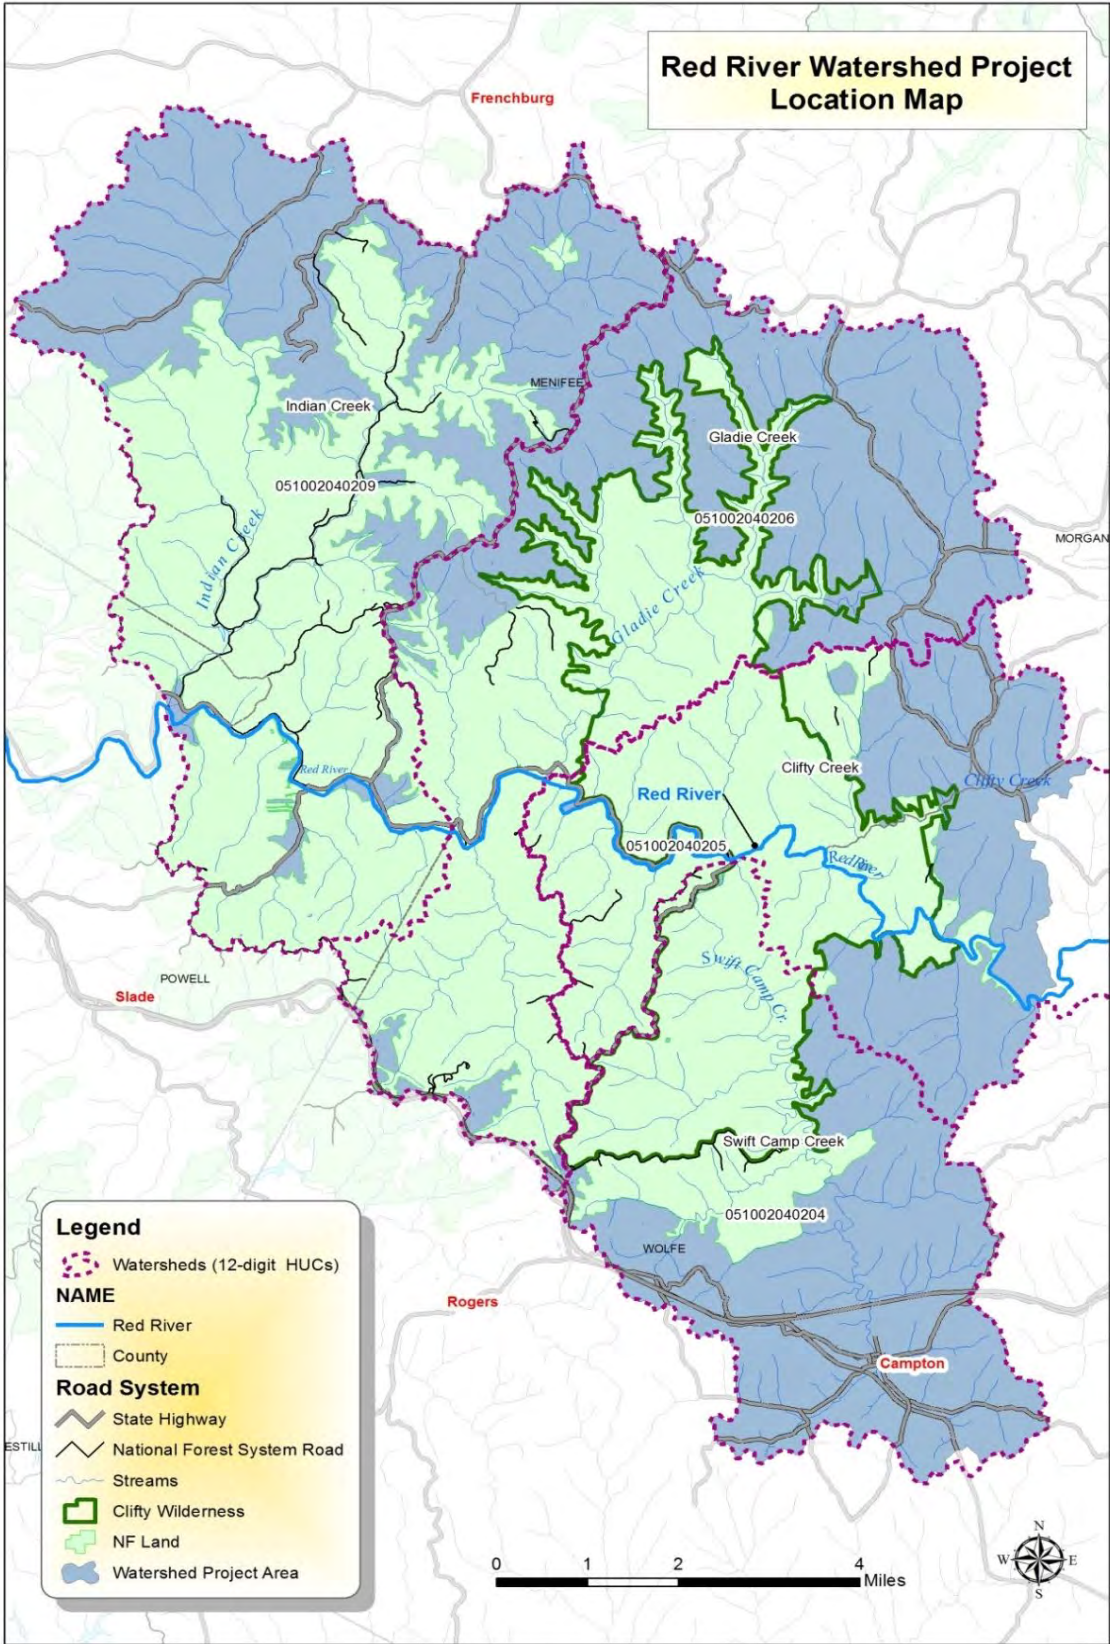 Red River Watershed Project
Location Map
Frenchburg
MENIFEE
Indian Creek
Gladie Creek
051002040209
051002040206
Indian Creek
MORGAN
Gladie Creek
Clifty Creek
Clifty Creek
Red River
Red River
051002040205
Red River
Swift Camp Cr.
POWELL
Slade
Swift Camp Creek
051002040204
WOLFE
Rogers
Campton
ESTILL
Legend
Watersheds (12-digit HUCs)
NAME
Red River
County
Road System
State Highway
National Forest System Road
Streams
Clifty Wilderness
NF Land
Watershed Project Area
0 1 2 4
Miles
N
W E
S